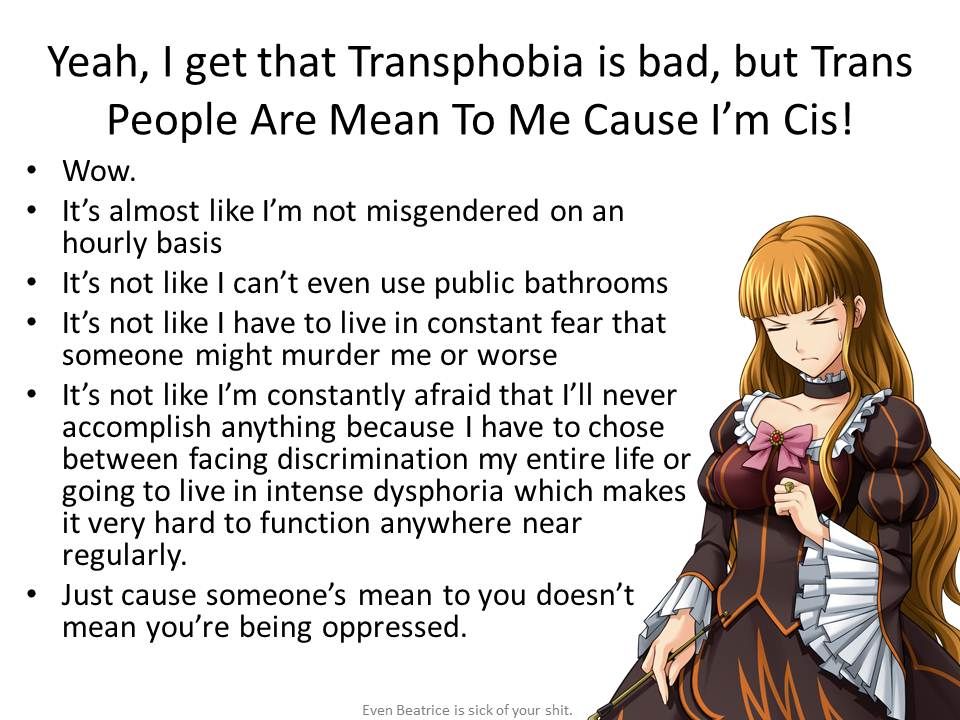 Yeah, I get that Transphobia is bad, but Trans
People Are Mean To Me Cause I’m Cis!
• Wow.
• It’s almost like I’m not misgendered on an
hourly basis
• It’s not like I can’t even use public bathrooms
• It’s not like I have to live in constant fear that
someone might murder me or worse
• It’s not like I’m constantly afraid that I’ll never
accomplish anything because I have to chose
between facing discrimination my entire life or
going to live in intense dysphoria which makes
it very hard to function anywhere near
regularly.
• Just cause someone’s mean to you doesn’t
mean you’re being oppressed.
Even Beatrice is sick of your shit.